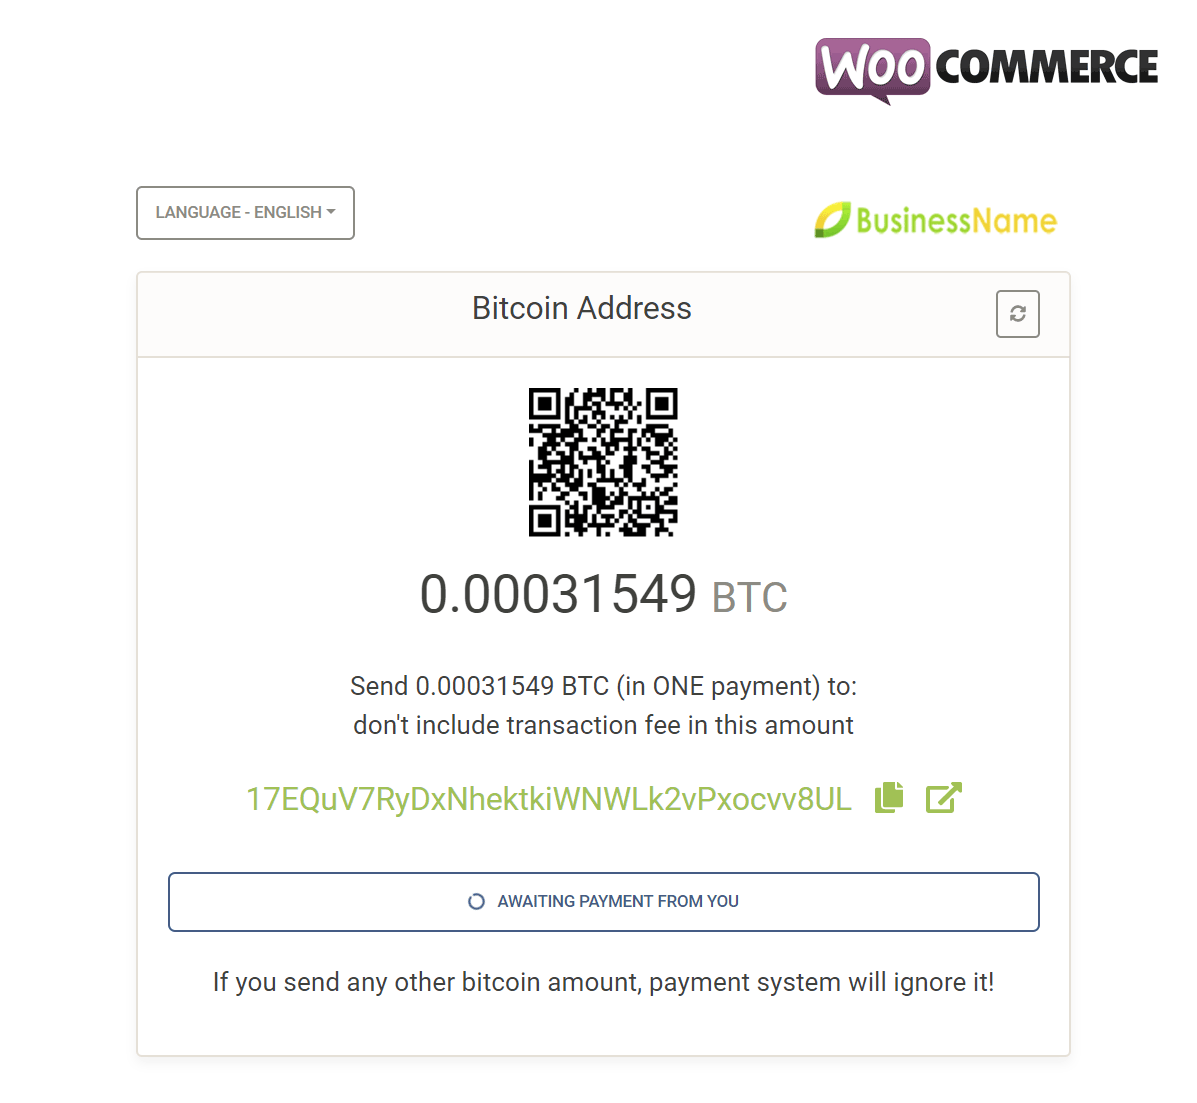 WOO COMMERCE
LANGUAGE - ENGLISH
BusinessName
Bitcoin Address
0.00031549 BTC
Send 0.00031549 BTC (in ONE payment) to:
don't include transaction fee in this amount
17EQuV7RyDxNhektkiWNWLk2vPxocvv8UL
AWAITING PAYMENT FROM YOU
If you send any other bitcoin amount, payment system will ignore it!